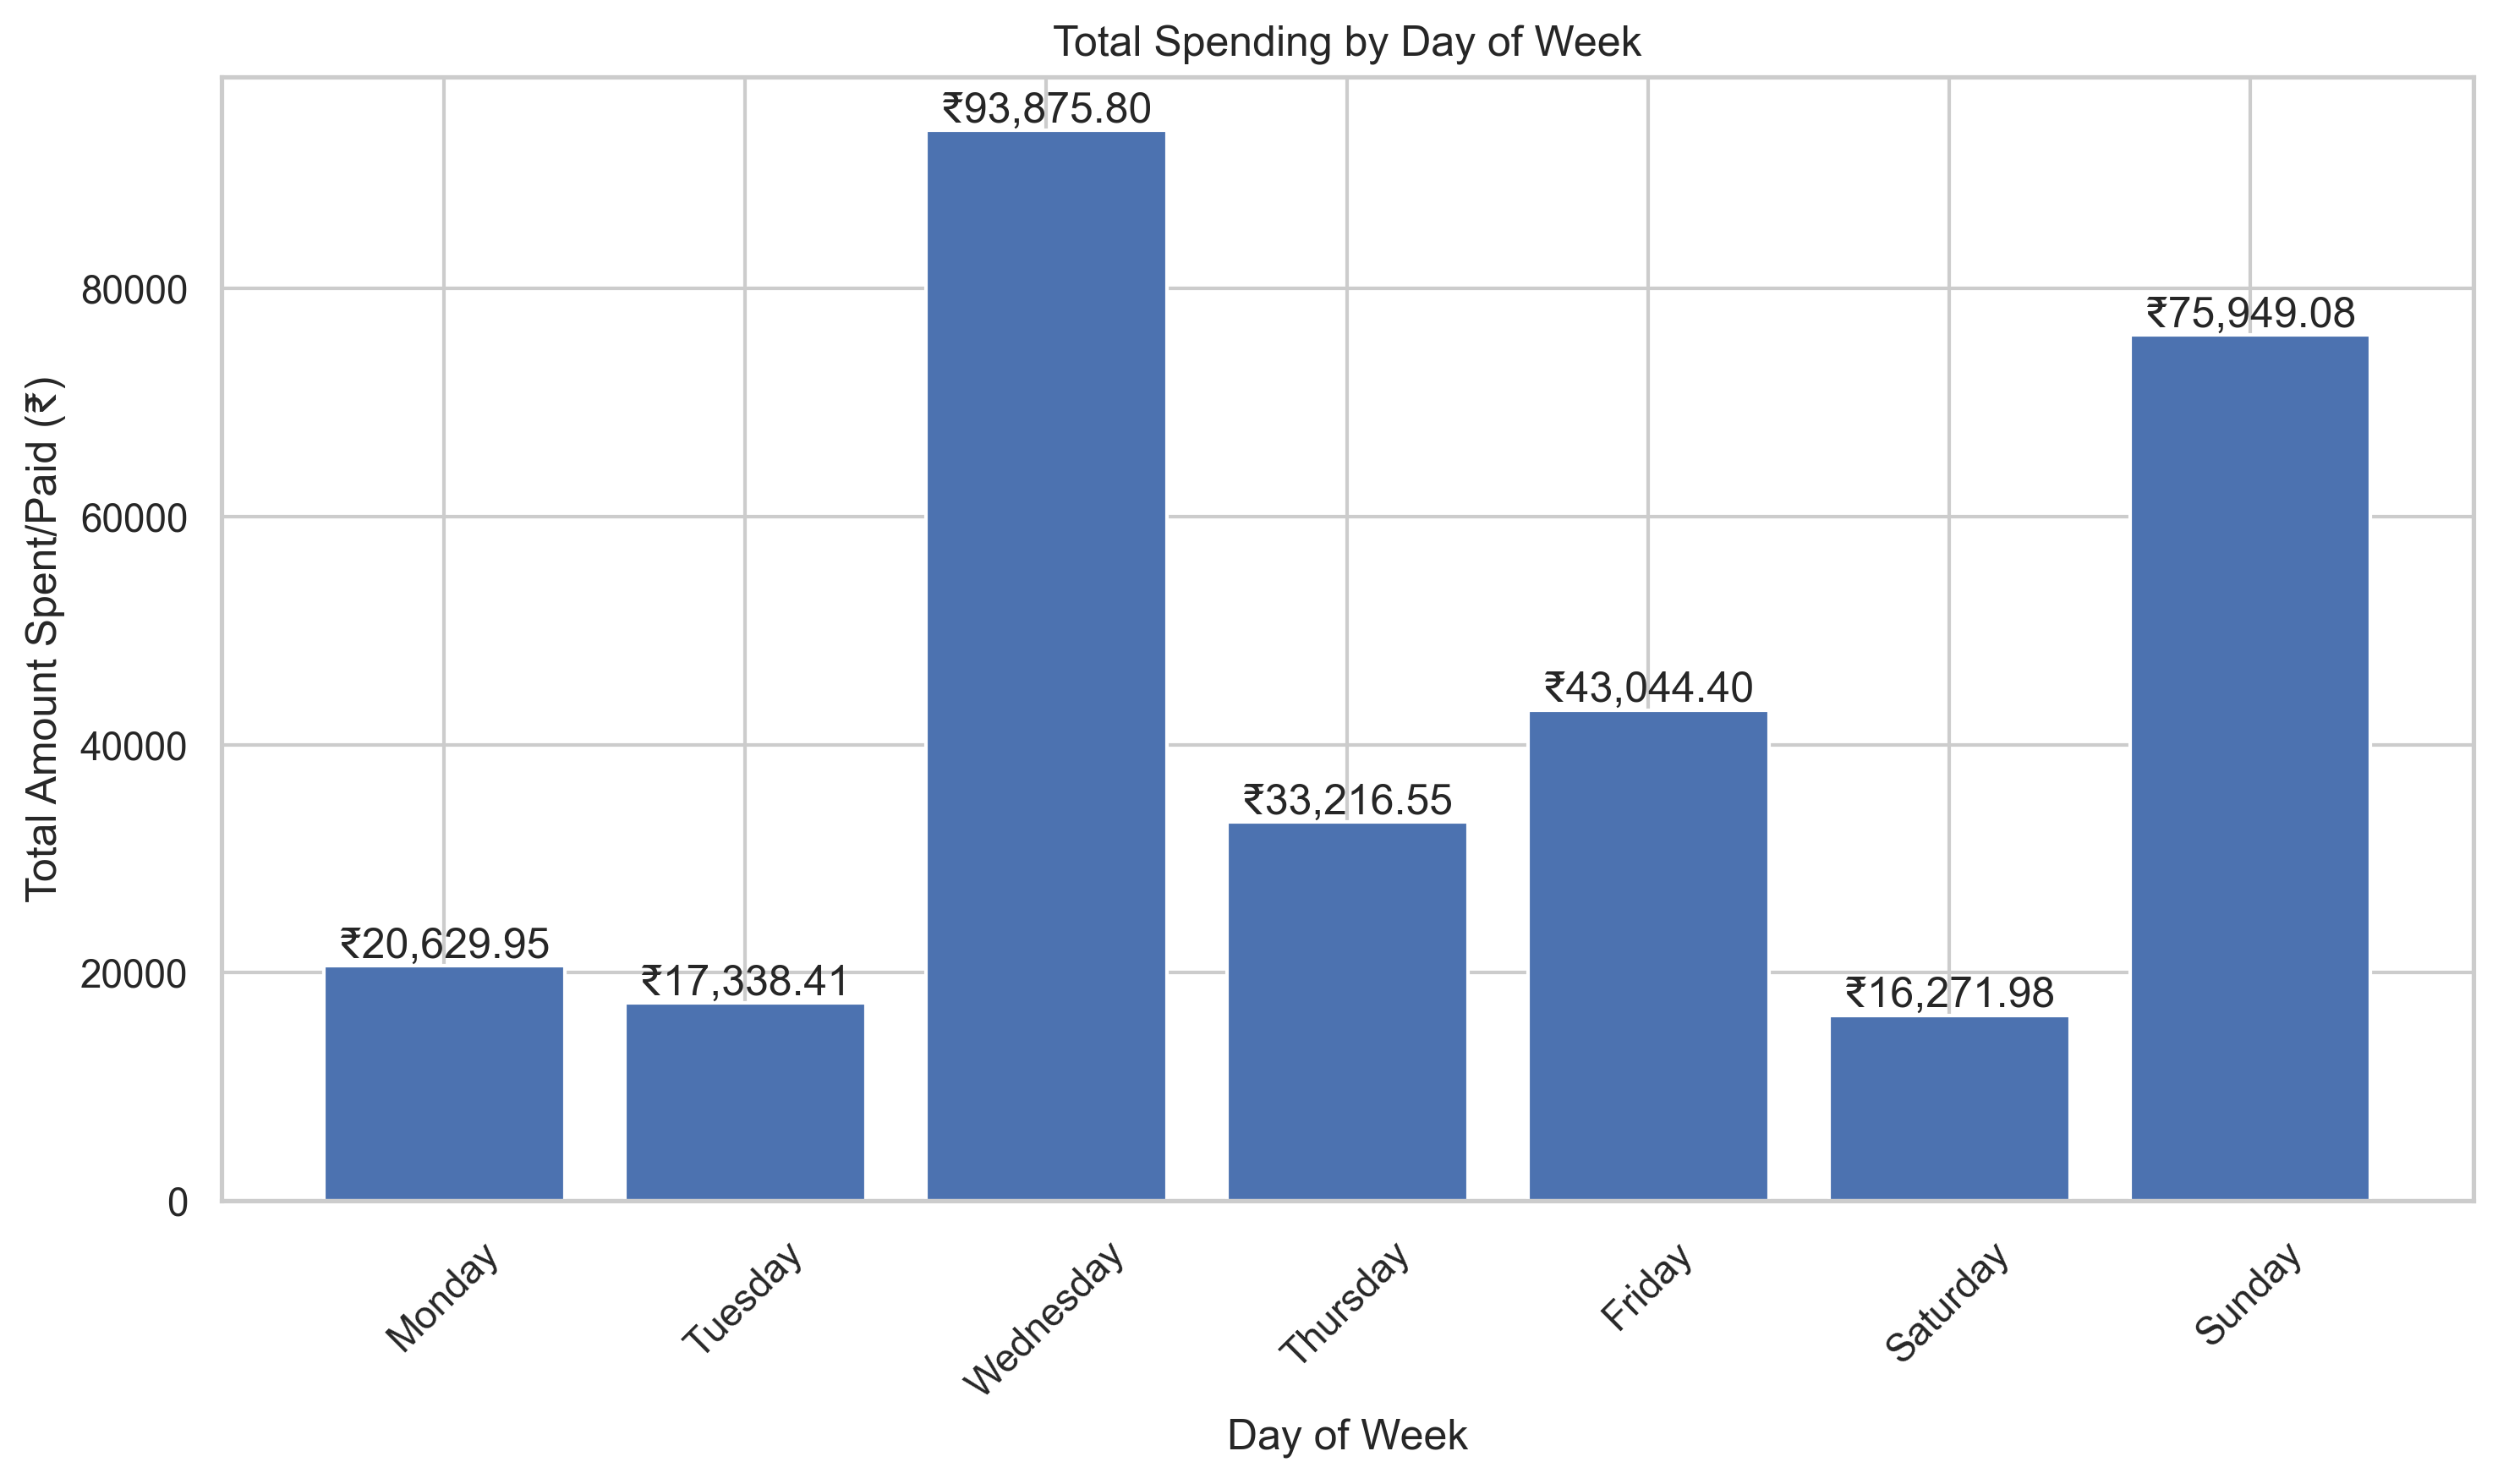 Total Spending by Day of Week
Total Amount Spent/Paid (₹)
80000
60000
40000
20000
0
₹20,629.95
₹17,338.41
₹93,875.80
₹33,216.55
₹43,044.40
₹16,271.98
₹75,949.08
Monday
Tuesday
Wednesday
Thursday
Friday
Saturday
Sunday
Day of Week